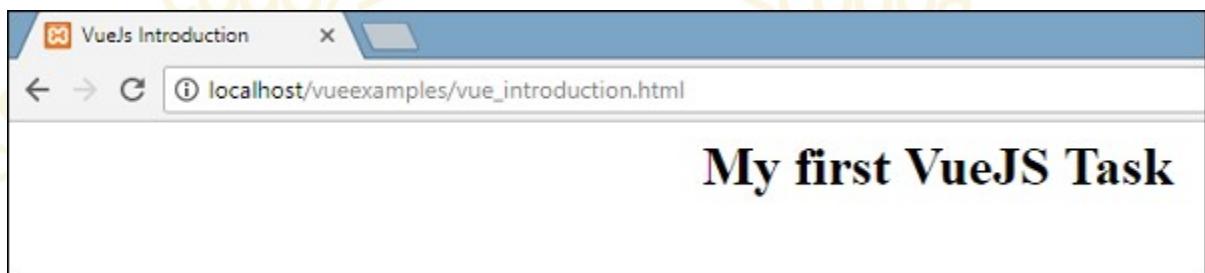 VueJs Introduction
localhost/vueexamples/vue_introduction.html
My first VueJS Task